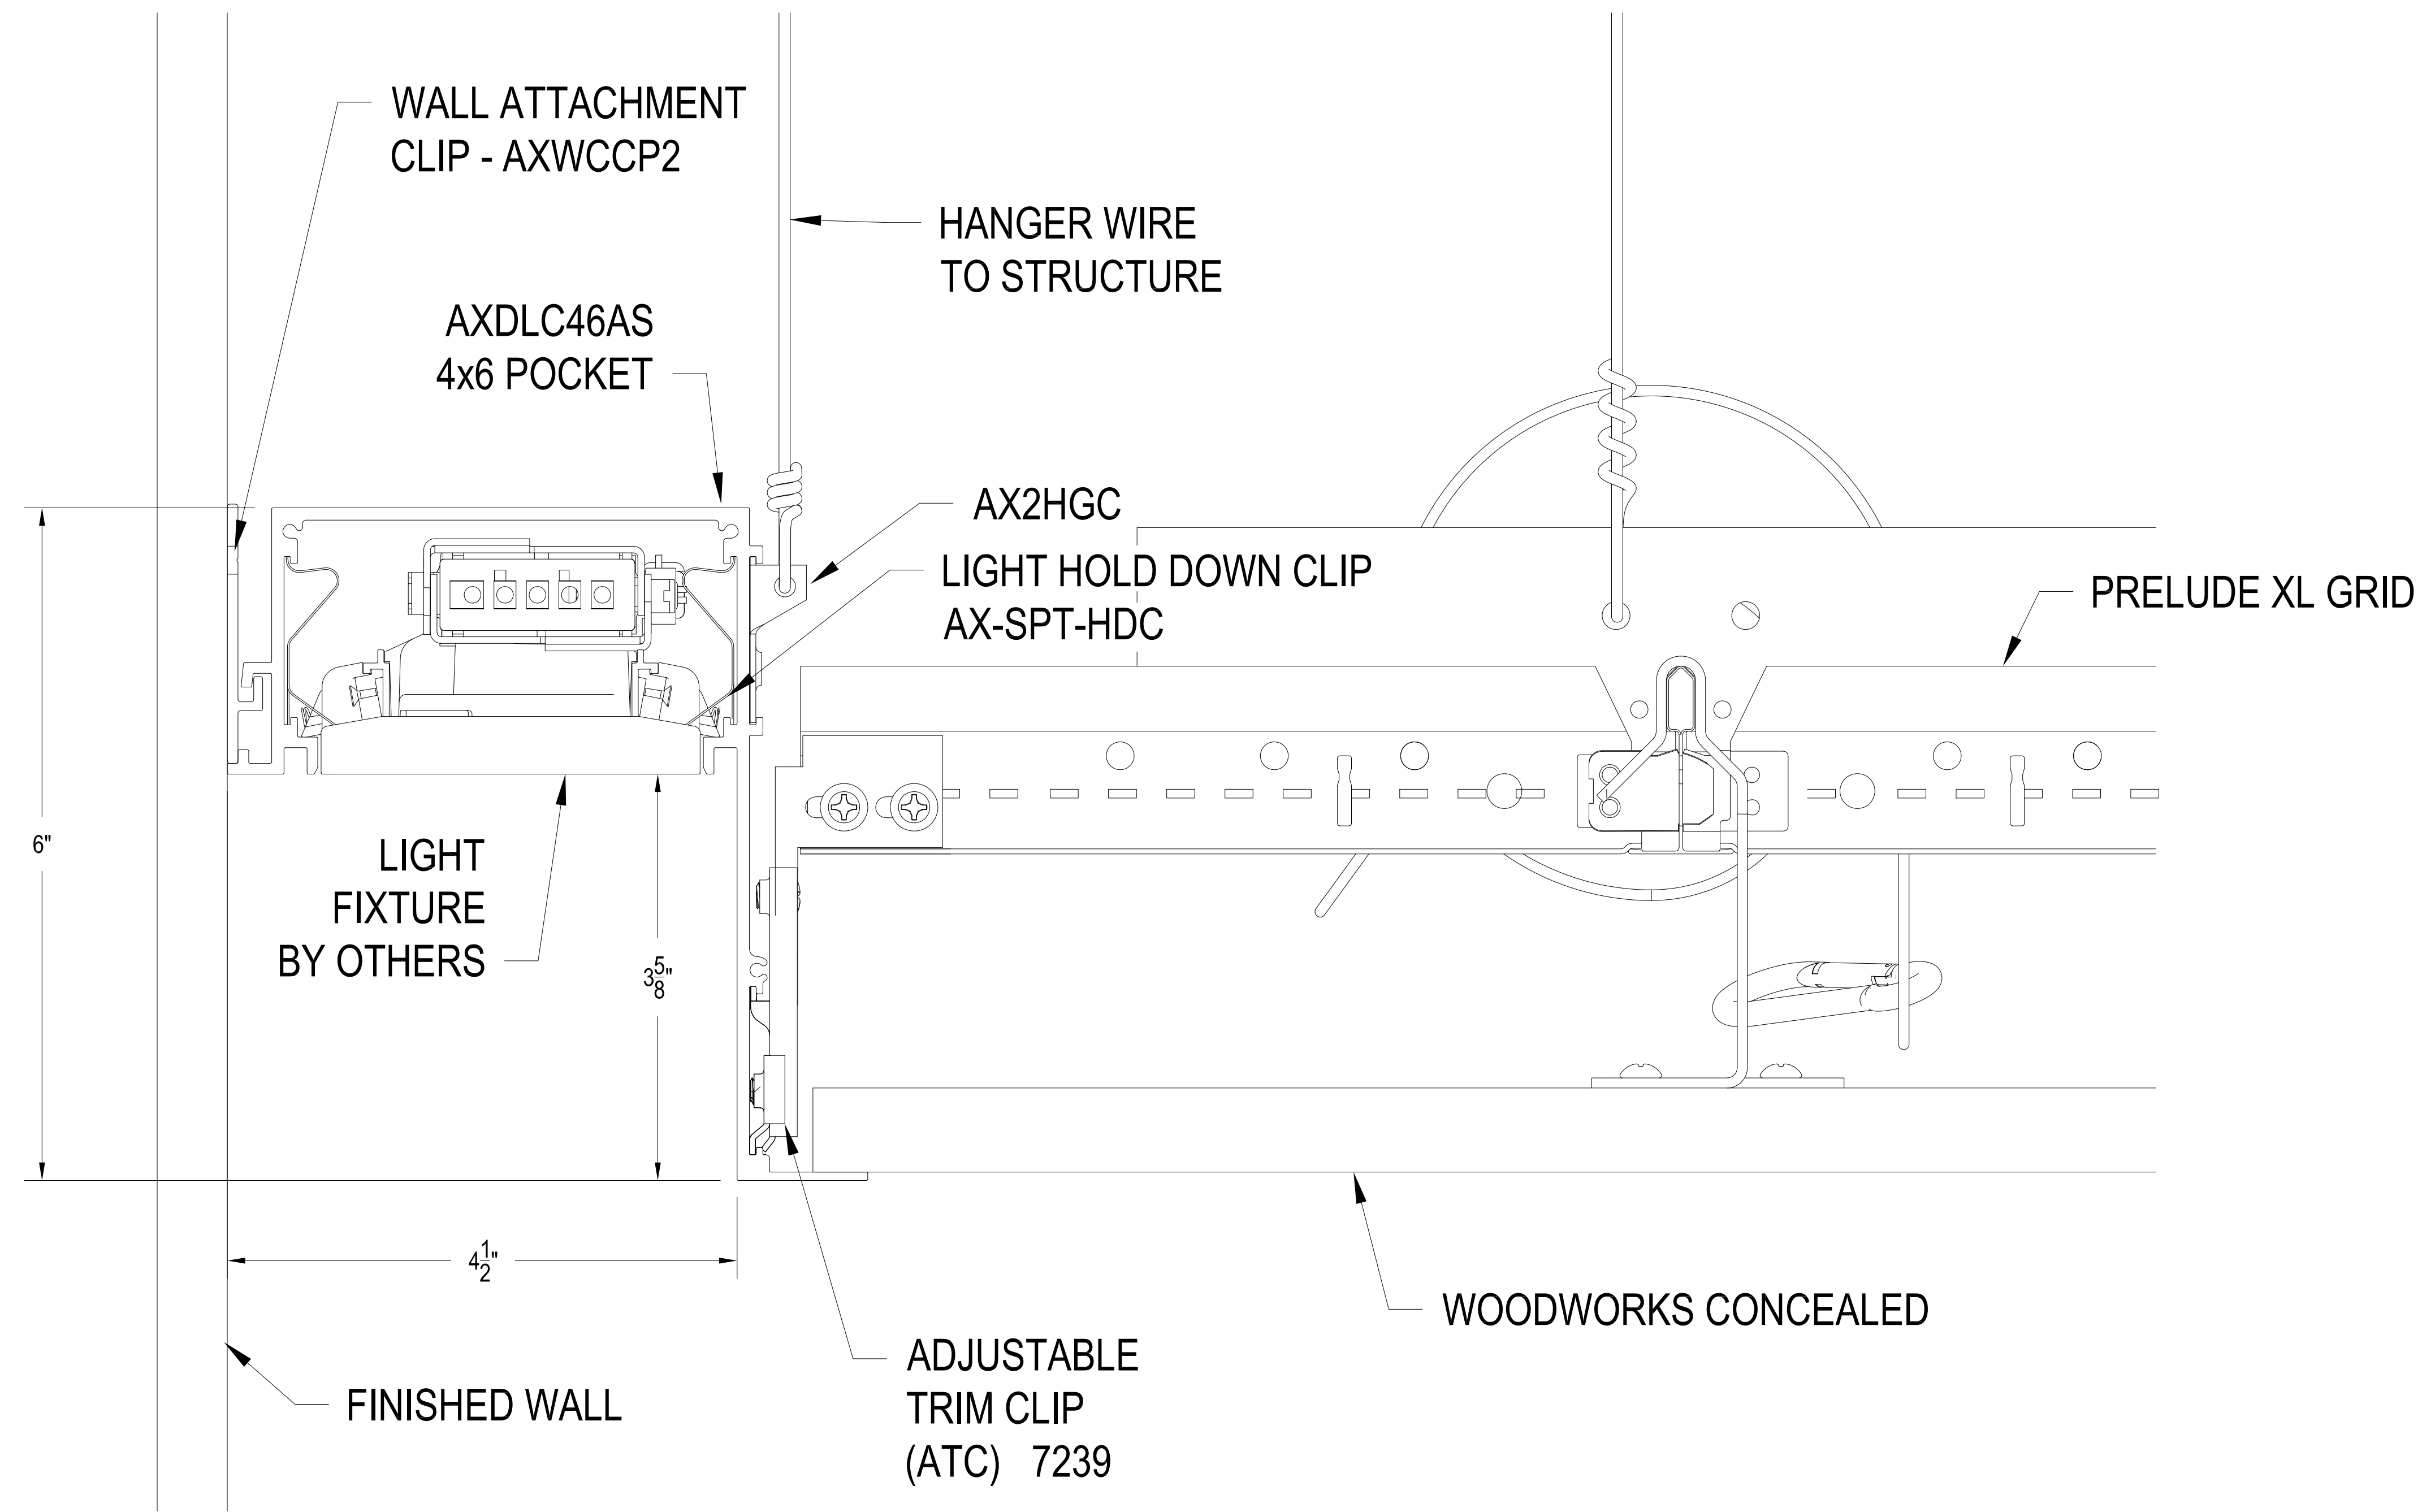 WALL ATTACHMENT
CLIP - AXWCCP2
HANGER WIRE
TO STRUCTURE
AXDLC46AS
4x6 POCKET
AX2HGC
LIGHT HOLD DOWN CLIP
AX-SPT-HDC
PRELUDE XL GRID
6"
LIGHT
FIXTURE
BY OTHERS
3 5/8"
4 1/2"
WOODWORKS CONCEALED
ADJUSTABLE
TRIM CLIP
(ATC) 7239
FINISHED WALL